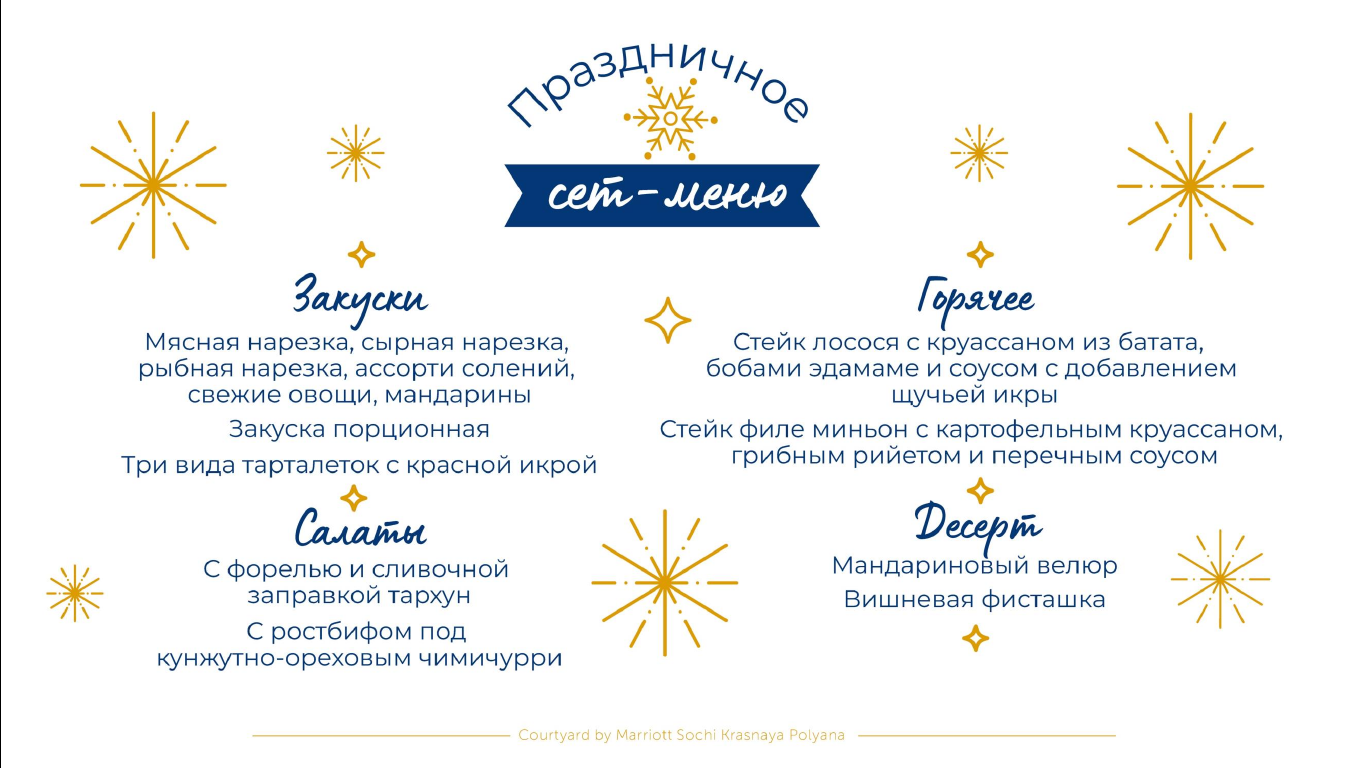 Праздничное
сет-меню
Закуски
Мясная нарезка, сырная нарезка,
рыбная нарезка, ассорти солений,
свежие овощи, мандарины
Закуска порционная
Три вида тарталеток с красной икрой
Салаты
С форелью и сливочной
заправкой тархун
С ростбифом под
кунжутно-ореховым чимичурри
Горячее
Стейк лосося с круассаном из батата,
бобами эдамаме и соусом с добавлением
щучьей икры
Стейк филе миньон с картофельным круассаном,
грибным рийетом и перечным соусом
Десерт
Мандариновый велюр
Вишневая фисташка
Courtyard by Marriott Sochi Krasnaya Polyana